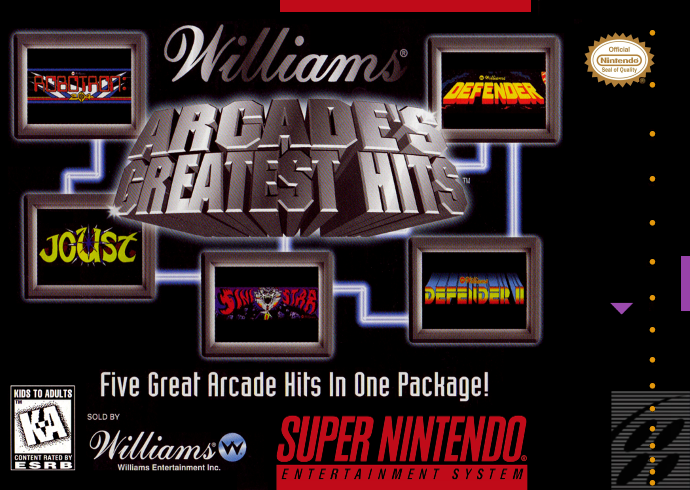 Williams®
ARCADE'S
GREATEST HITS™
ROBOTRON
2084
Williams
DEFENDER
Official
Nintendo
Seal of Quality
JOUST
SINISTAR
DEFENDER II
Five Great Arcade Hits In One Package!
KIDS TO ADULTS
™
K-A
CONTENT RATED BY
ESRB
SOLD BY
Williams
Williams Entertainment Inc.
SUPER NINTENDO®
ENTERTAINMENT SYSTEM